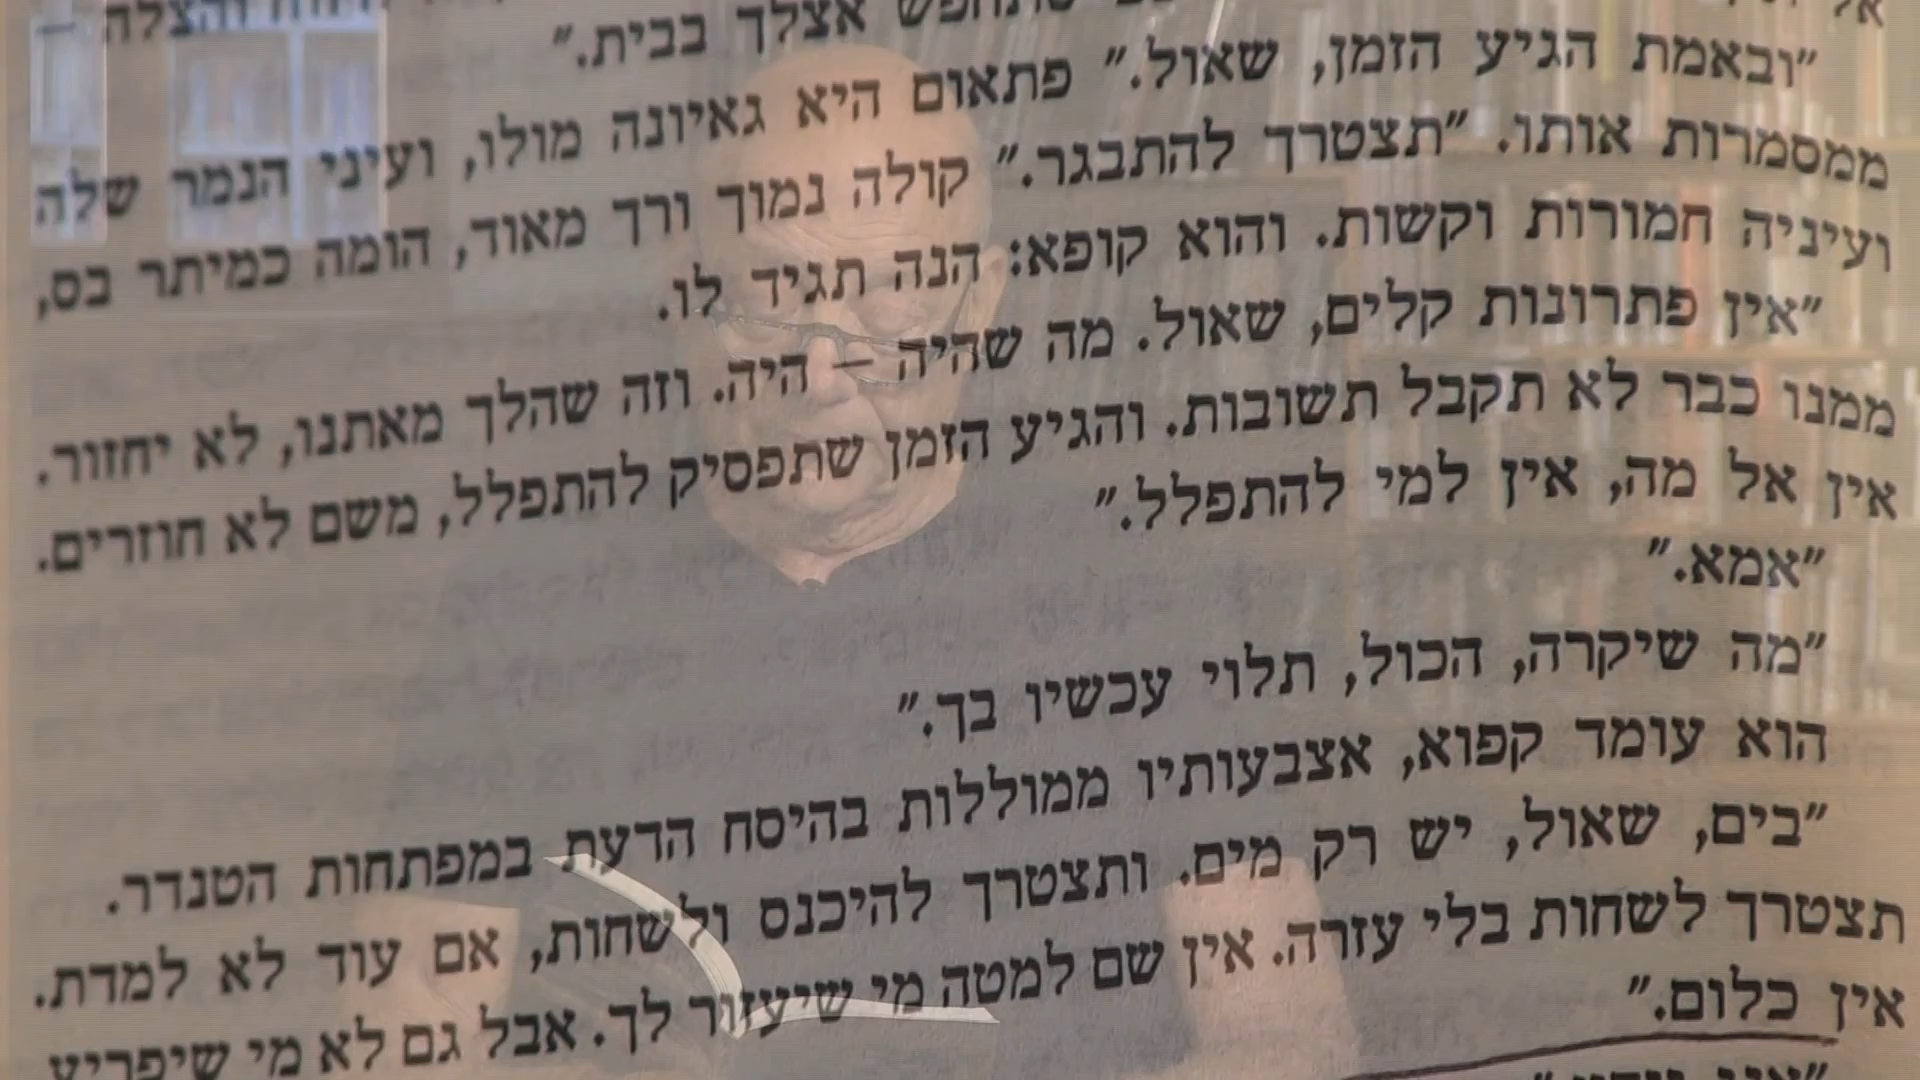 והצלה –
אצלך בבית."
"ובאמת הגיע הזמן, שאול." פתאום היא גאיונה מולו, ועיני הנמר שלה
ממסמרות אותו. "תצטרך להתבגר." קולה נמוך ורך מאוד, הומה כמיתר בס,
ועיניה חמורות וקשות. והוא קופא: הנה תגיד לו.
"אין פתרונות קלים, שאול. מה שהיה – היה. וזה שהלך מאתנו, לא יחזור.
ממנו כבר לא תקבל תשובות. והגיע הזמן שתפסיק להתפלל, משם לא חוזרים.
אין אל מה, אין למי להתפלל."
"אמא."
"מה שיקרה, הכול, תלוי עכשיו בך."
הוא עומד קפוא, אצבעותיו ממוללות בהיסח הדעת במפתחות הטנדר.
"בים, שאול, יש רק מים. ותצטרך להיכנס ולשחות, אם עוד לא למדת.
תצטרך לשחות בלי עזרה. אין שם למטה מי שיעזור לך. אבל גם לא מי שיפריע
אין כלום."